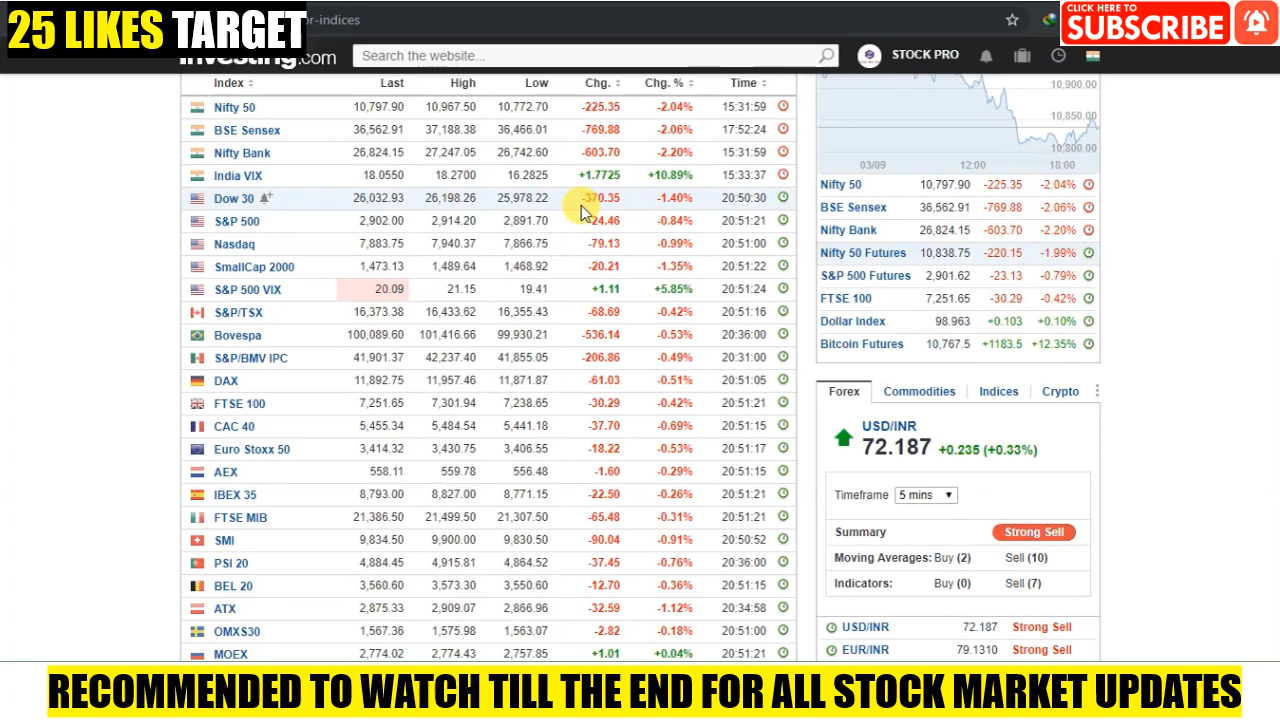 25 LIKES TARGET
or-indices
CLICK HERE TO
SUBSCRIBE
Investing.com
Search the website...
STOCK PRO
Index Last High Low Chg. Chg. % Time
Nifty 50 10,797.90 10,967.50 10,772.70 -225.35 -2.04% 15:31:59
BSE Sensex 36,562.91 37,188.38 36,466.01 -769.88 -2.06% 17:52:24
Nifty Bank 26,824.15 27,247.05 26,742.60 -603.70 -2.20% 15:31:59
India VIX 18.0550 18.2700 16.2825 +1.7725 +10.89% 15:33:37
Dow 30 26,032.93 26,198.26 25,978.22 -370.35 -1.40% 20:50:30
S&P 500 2,902.00 2,914.20 2,891.70 -24.46 -0.84% 20:51:21
Nasdaq 7,883.75 7,940.37 7,866.75 -79.13 -0.99% 20:51:00
SmallCap 2000 1,473.13 1,489.64 1,468.92 -20.21 -1.35% 20:51:22
S&P 500 VIX 20.09 21.15 19.41 +1.11 +5.85% 20:51:24
S&P/TSX 16,373.38 16,433.62 16,355.43 -68.69 -0.42% 20:51:16
Bovespa 100,089.60 101,416.66 99,930.21 -536.14 -0.53% 20:36:00
S&P/BMV IPC 41,901.37 42,237.40 41,855.05 -206.86 -0.49% 20:31:00
DAX 11,892.75 11,957.46 11,871.87 -61.03 -0.51% 20:51:05
FTSE 100 7,251.65 7,301.94 7,238.65 -30.29 -0.42% 20:51:21
CAC 40 5,455.34 5,484.54 5,441.18 -37.70 -0.69% 20:51:15
Euro Stoxx 50 3,414.32 3,430.75 3,406.55 -18.22 -0.53% 20:51:17
AEX 558.11 559.78 556.48 -1.60 -0.29% 20:51:15
IBEX 35 8,793.00 8,827.00 8,771.15 -22.50 -0.26% 20:51:21
FTSE MIB 21,386.50 21,499.50 21,307.50 -65.48 -0.31% 20:51:21
SMI 9,834.50 9,900.00 9,830.50 -90.04 -0.91% 20:50:52
PSI 20 4,884.45 4,915.81 4,864.52 -37.45 -0.76% 20:36:00
BEL 20 3,560.60 3,573.30 3,550.60 -12.70 -0.36% 20:51:15
ATX 2,875.33 2,909.07 2,866.96 -32.59 -1.12% 20:34:58
OMXS30 1,567.36 1,575.98 1,563.07 -2.82 -0.18% 20:51:00
MOEX 2,774.02 2,774.43 2,757.85 +1.01 +0.04% 20:51:21
10,900.00
10,850.00
10,800.00
03/09 12:00 18:00
Nifty 50 10,797.90 -225.35 -2.04%
BSE Sensex 36,562.91 -769.88 -2.06%
Nifty Bank 26,824.15 -603.70 -2.20%
Nifty 50 Futures 10,838.75 -220.15 -1.99%
S&P 500 Futures 2,901.62 -23.13 -0.79%
FTSE 100 7,251.65 -30.29 -0.42%
Dollar Index 98.963 +0.103 +0.10%
Bitcoin Futures 10,767.5 +1183.5 +12.35%
Forex Commodities Indices Crypto
USD/INR
72.187 +0.235 (+0.33%)
Timeframe 5 mins
Summary Strong Sell
Moving Averages: Buy (2) Sell (10)
Indicators: Buy (0) Sell (7)
USD/INR 72.187 Strong Sell
EUR/INR 79.1310 Strong Sell
RECOMMENDED TO WATCH TILL THE END FOR ALL STOCK MARKET UPDATES